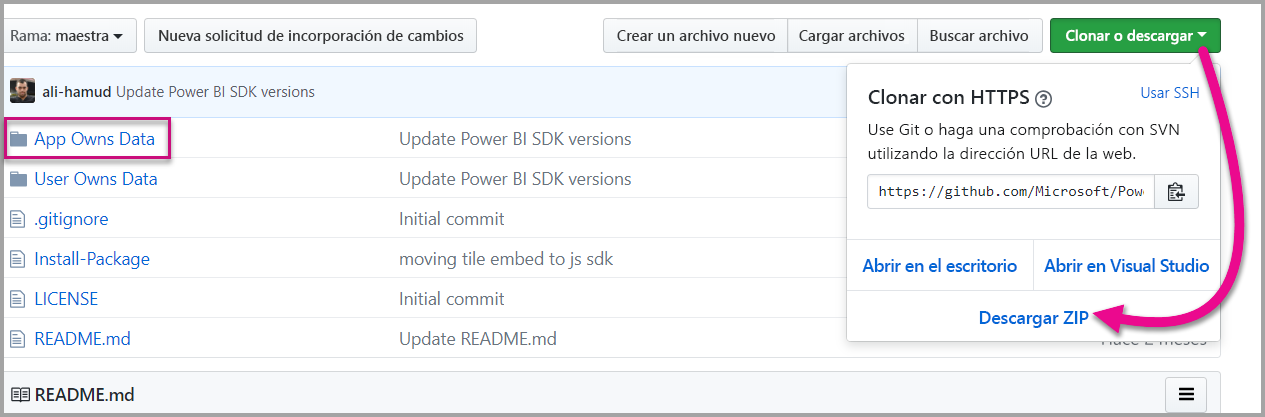 Rama: maestra
Nueva solicitud de incorporación de cambios
Crear un archivo nuevo
Cargar archivos
Buscar archivo
Clonar o descargar
ali-hamud Update Power BI SDK versions
App Owns Data
Update Power BI SDK versions
User Owns Data
Update Power BI SDK versions
.gitignore
Initial commit
Install-Package
moving tile embed to js sdk
LICENSE
Initial commit
README.md
Update README.md
Hace 2 meses
Clonar con HTTPS ?
Usar SSH
Use Git o haga una comprobación con SVN
utilizando la dirección URL de la web.
https://github.com/Microsoft/Pow
Abrir en el escritorio
Abrir en Visual Studio
Descargar ZIP
README.md